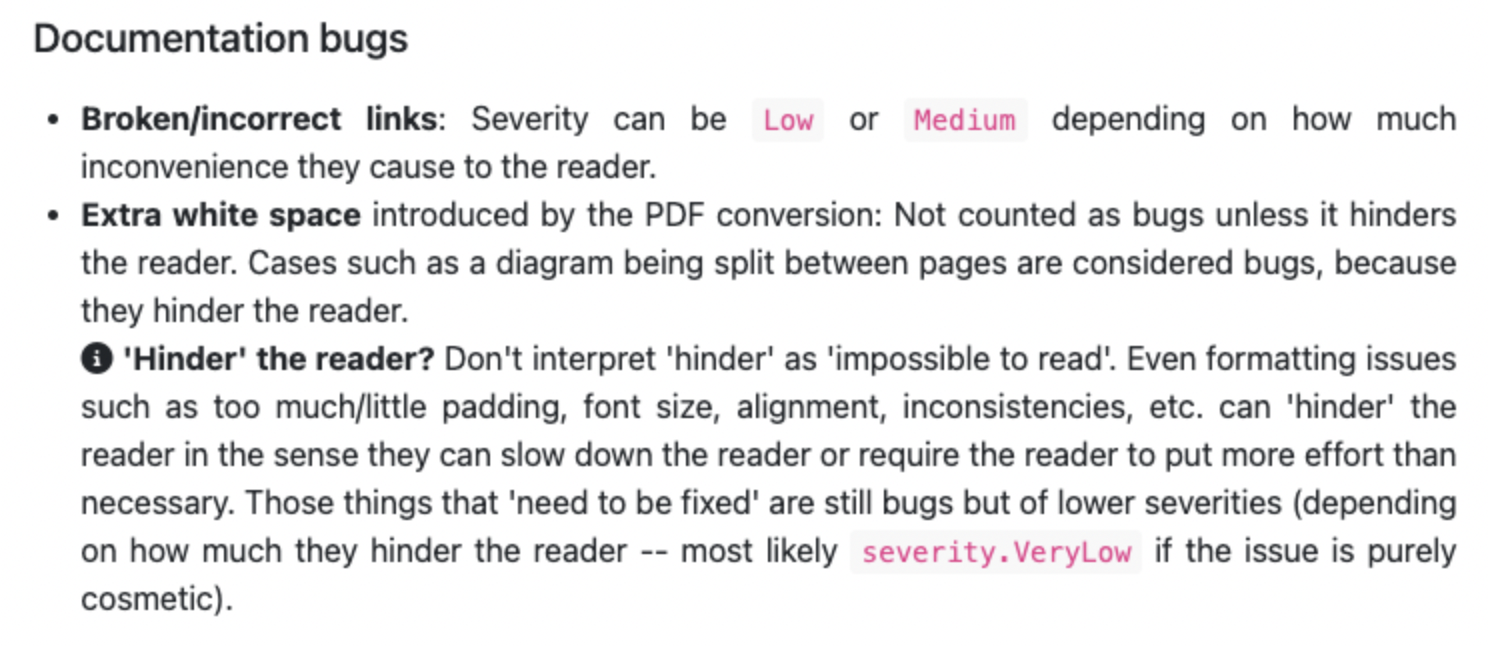 Documentation bugs
• Broken/incorrect links: Severity can be Low or Medium depending on how much
inconvenience they cause to the reader.
• Extra white space introduced by the PDF conversion: Not counted as bugs unless it hinders
the reader. Cases such as a diagram being split between pages are considered bugs, because
they hinder the reader.
'Hinder' the reader? Don't interpret 'hinder' as 'impossible to read'. Even formatting issues
such as too much/little padding, font size, alignment, inconsistencies, etc. can 'hinder' the
reader in the sense they can slow down the reader or require the reader to put more effort than
necessary. Those things that 'need to be fixed' are still bugs but of lower severities (depending
on how much they hinder the reader -- most likely severity.VeryLow if the issue is purely
cosmetic).